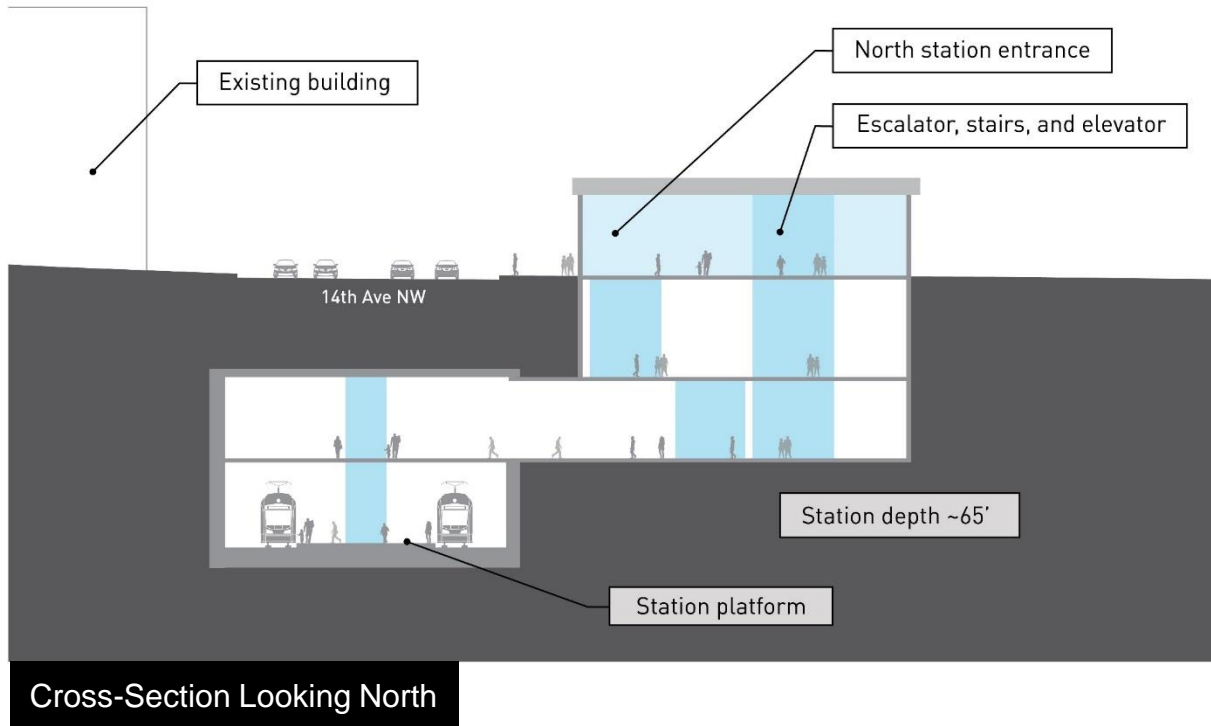 North station entrance
Existing building
Escalator, stairs, and elevator
14th Ave NW
Station depth ~65’
Station platform
Cross-Section Looking North